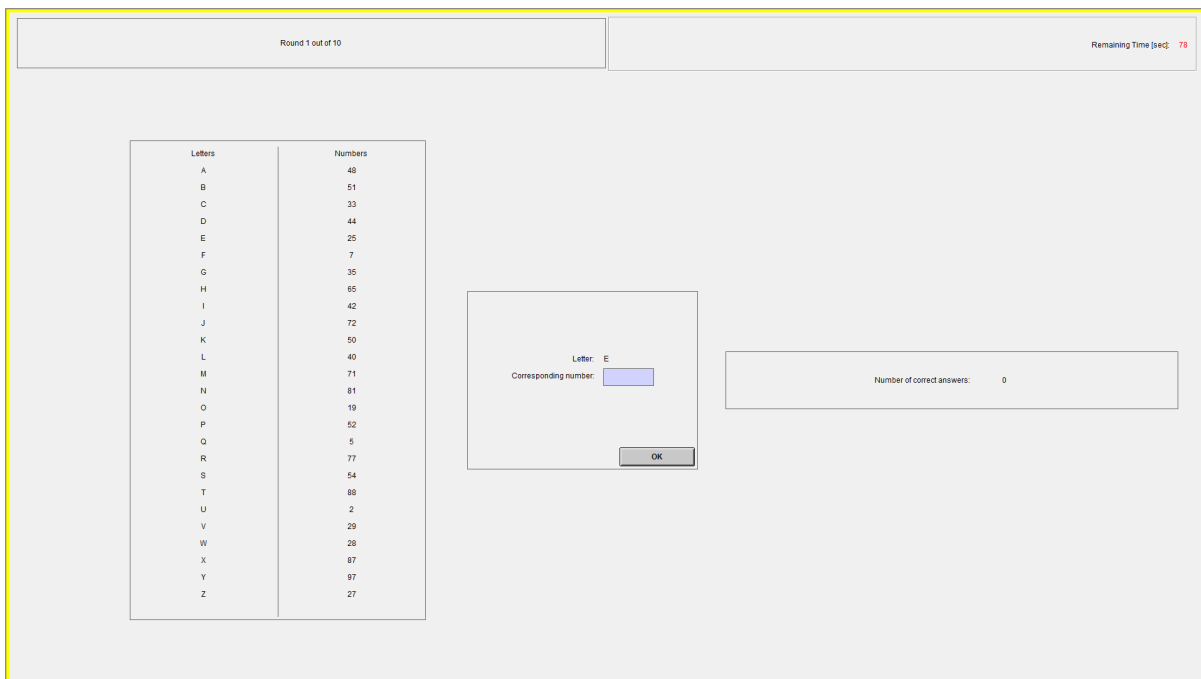 Round 1 out of 10
Remaining Time [sec]: 78
Letters Numbers
A 48
B 51
C 33
D 44
E 25
F 7
G 35
H 65
I 42
J 72
K 50
L 40
M 71
N 81
O 19
P 52
Q 5
R 77
S 54
T 88
U 2
V 29
W 28
X 87
Y 97
Z 27
Letter: E
Corresponding number:
OK
Number of correct answers: 0